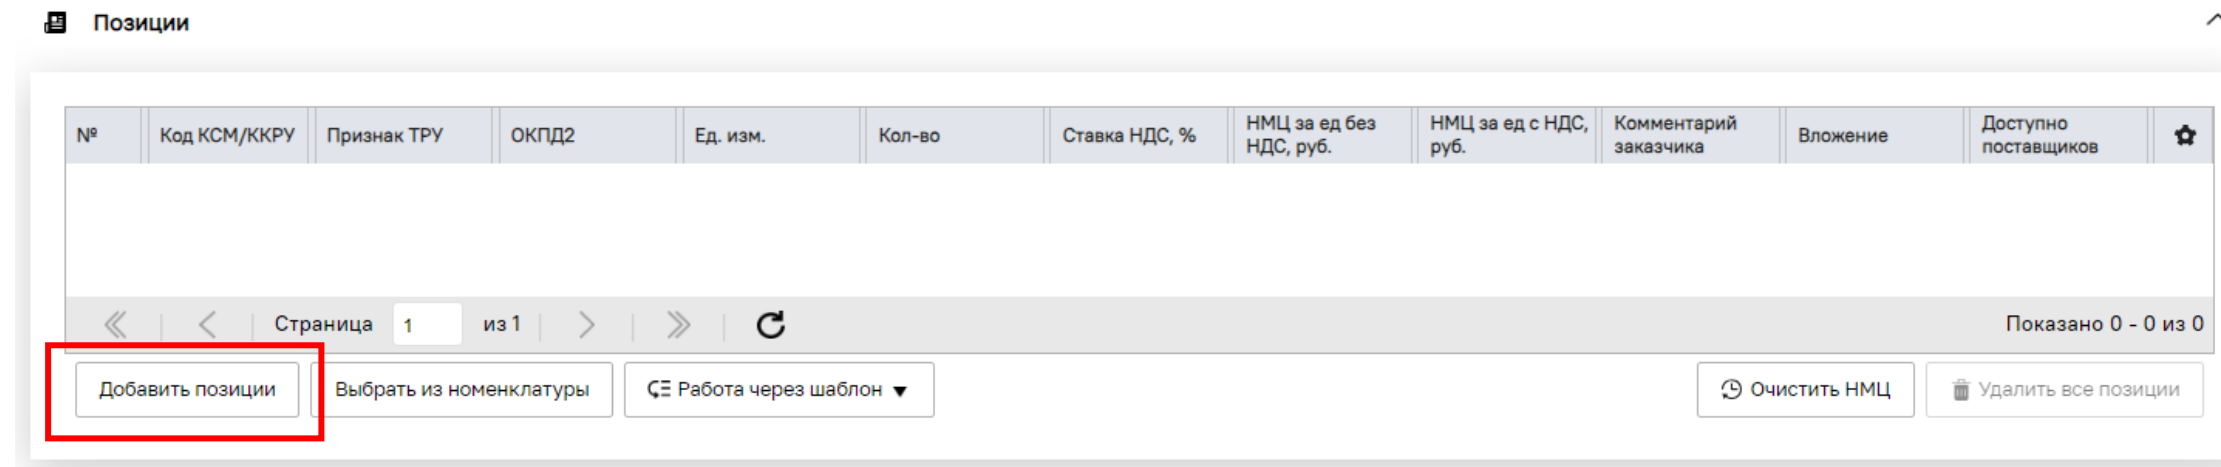 Позиции
№ Код КСМ/ККРУ Признак ТРУ ОКПД2 Ед. изм. Кол-во Ставка НДС, % НМЦ за ед без НДС, руб. НМЦ за ед с НДС, руб. Комментарий заказчика Вложение Доступно поставщиков
Страница 1 из 1 Показано 0 - 0 из 0
Добавить позиции Выбрать из номенклатуры Работа через шаблон Очистить НМЦ Удалить все позиции